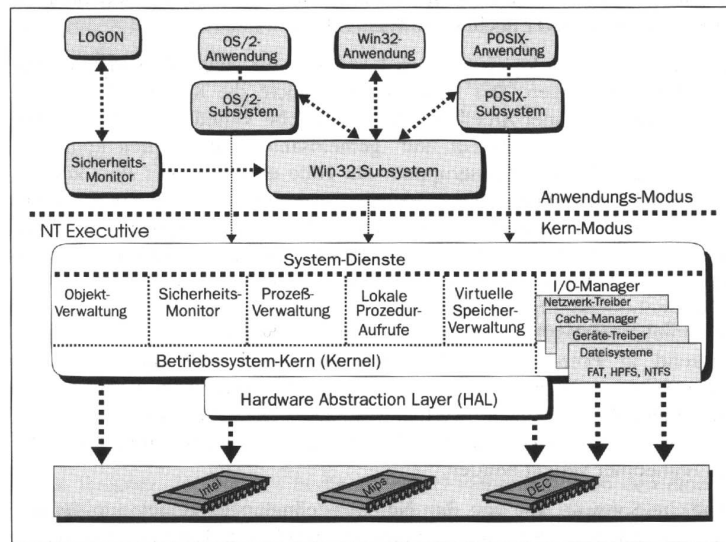 LOGON
OS/2-
Anwendung
Win32-
Anwendung
POSIX-
Anwendung
OS/2-
Subsystem
POSIX-
Subsystem
Sicherheits-
Monitor
Win32-Subsystem
Anwendungs-Modus
NT Executive
Kern-Modus
System-Dienste
Objekt-
Verwaltung
Sicherheits-
Monitor
Prozeß-
Verwaltung
Lokale
Prozedur-
Aufrufe
Virtuelle
Speicher-
Verwaltung
I/O-Manager
Netzwerk-Treiber
Cache-Manager
Geräte-Treiber
Dateisysteme
FAT, HPFS, NTFS
Betriebssystem-Kern (Kernel)
Hardware Abstraction Layer (HAL)
Intel
Mips
DEC